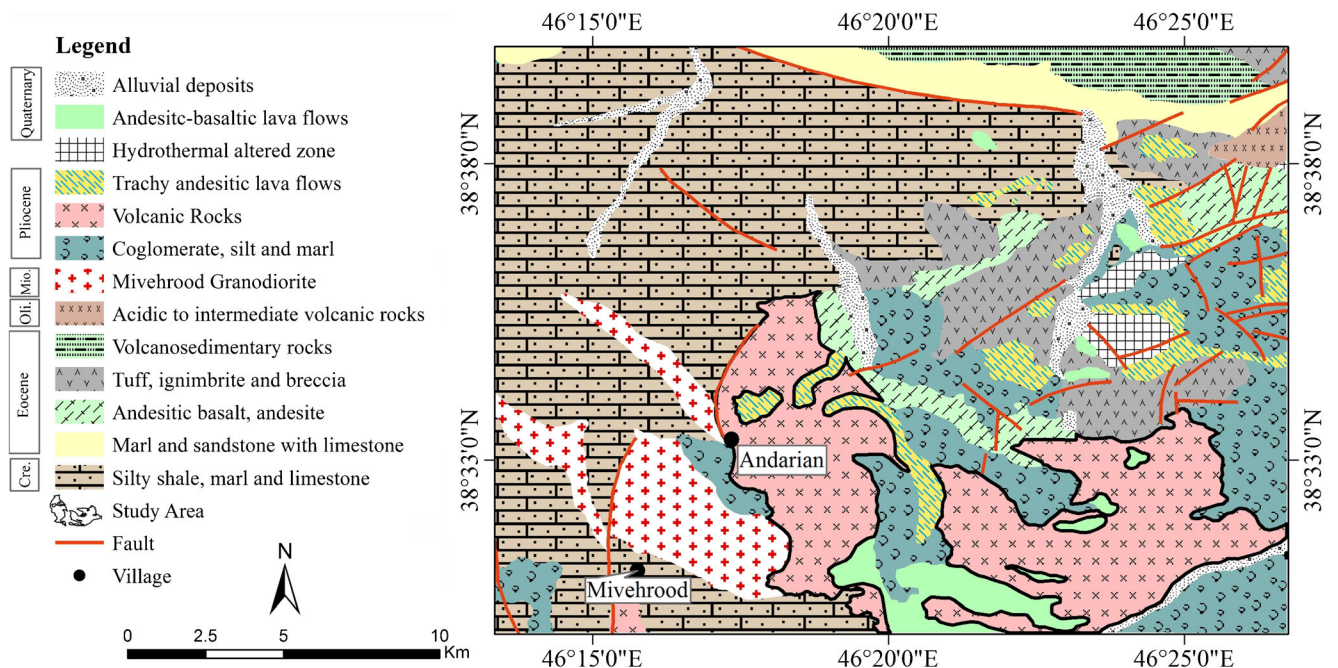 46°15'0"E
46°20'0"E
46°25'0"E
Legend
Quaternary
Alluvial deposits
Andesitc-basaltic lava flows
Hydrothermal altered zone
Pliocene
Trachy andesitic lava flows
Volcanic Rocks
Coglomerate, silt and marl
Mio.
Mivehrood Granodiorite
Oli.
Acidic to intermediate volcanic rocks
Eocene
Volcanosedimentary rocks
Tuff, ignimbrite and breccia
Andesitic basalt, andesite
Marl and sandstone with limestone
Cre.
Silty shale, marl and limestone
Study Area
Fault
Village
N
0 2.5 5 10
Km
38°38'0"N
38°33'0"N
Andarian
Mivehrood
38°38'0"N
38°33'0"N
46°15'0"E
46°20'0"E
46°25'0"E